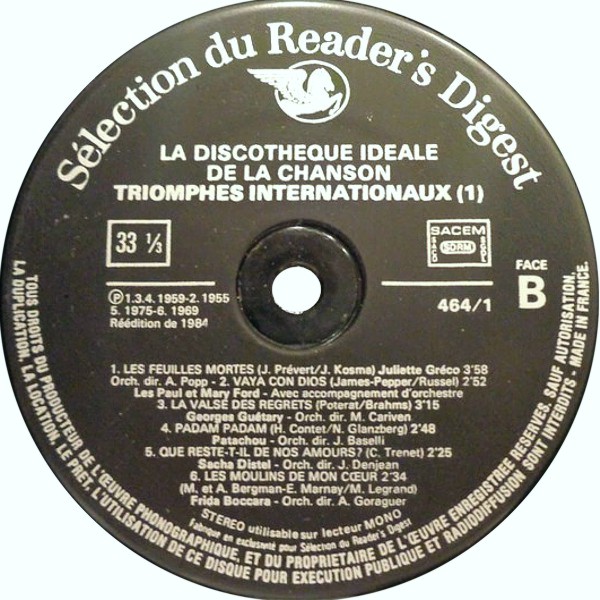 Sélection du Reader's Digest
LA DISCOTHEQUE IDEALE
DE LA CHANSON
TRIOMPHES INTERNATIONAUX (1)
33 1/3
SACEM
SACD SDRM SGDL
FACE
B
℗ 1.3.4. 1959-2. 1955
5. 1975-6. 1969
Réédition de 1984
464/1
1. LES FEUILLES MORTES (J. Prévert/J. Kosma) Juliette Gréco 3'58
Orch. dir. A. Popp - 2. VAYA CON DIOS (James-Pepper/Russel) 2'52
Les Paul et Mary Ford - Avec accompagnement d'orchestre
3. LA VALSE DES REGRETS (Poterat/Brahms) 3'15
Georges Guétary - Orch. dir. M. Cariven
4. PADAM PADAM (H. Contet/N. Glanzberg) 2'48
Patachou - Orch. dir. J. Baselli
5. QUE RESTE-T-IL DE NOS AMOURS? (C. Trenet) 2'25
Sacha Distel - Orch. dir. J. Denjean
6. LES MOULINS DE MON CŒUR 2'34
(M. et A. Bergman-E. Marnay/M. Legrand)
Frida Boccara - Orch. dir. A. Goraguer
STEREO utilisable sur lecteur MONO
Fabriqué en exclusivité pour Sélection du Reader's Digest
TOUS DROITS DU PRODUCTEUR DE L'ŒUVRE PHONOGRAPHIQUE, ET DU PROPRIETAIRE DE L'ŒUVRE ENREGISTREE RESERVES, SAUF AUTORISATION,
LA DUPLICATION, LA LOCATION, LE PRÊT, L'UTILISATION DE CE DISQUE POUR EXECUTION PUBLIQUE ET RADIODIFFUSION SONT INTERDITS - MADE IN FRANCE.